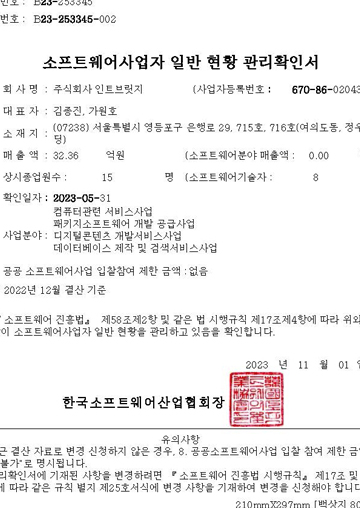 번호 : B23-253345
번호 : B23-253345-002
소프트웨어사업자 일반 현황 관리확인서
회 사 명 : 주식회사 인트브릿지 (사업자등록번호 : 670-86-02043
대 표 자 : 김종진, 가원호
소 재 지 : (07238) 서울특별시 영등포구 은행로 29, 715호, 716호(여의도동, 정우
딩)
매 출 액 : 32.36 억원 (소프트웨어분야 매출액 : 0.00
상시종업원수 : 15 명 (소프트웨어기술자 : 8
확인일자 : 2023-05-31
컴퓨터관련 서비스사업
패키지소프트웨어 개발 공급사업
사업분야 : 디지털콘텐츠 개발서비스사업
데이터베이스 제작 및 검색서비스사업
공공 소프트웨어사업 입찰참여 제한 금액 : 없음
2022년 12월 결산 기준
소프트웨어 진흥법』 제58조제2항 및 같은 법 시행규칙 제17조제4항에 따라 위와
이 소프트웨어사업자 일반 현황을 관리하고 있음을 확인합니다.
2023 년 11 월 01 일
한국소프트웨어산업협회장
유의사항
근 결산 자료로 변경 신청하지 않은 경우, 8. 공공소프트웨어사업 입찰 참여 제한 금액
불가"로 명시됩니다.
리확인서에 기재된 사항을 변경하려면 『소프트웨어 진흥법 시행규칙』 제17조 및
에 따라 같은 규칙 별지 제25호서식에 변경 사항을 기재하여 변경을 신청해야 합니다
210mmX297mm [백상지 80